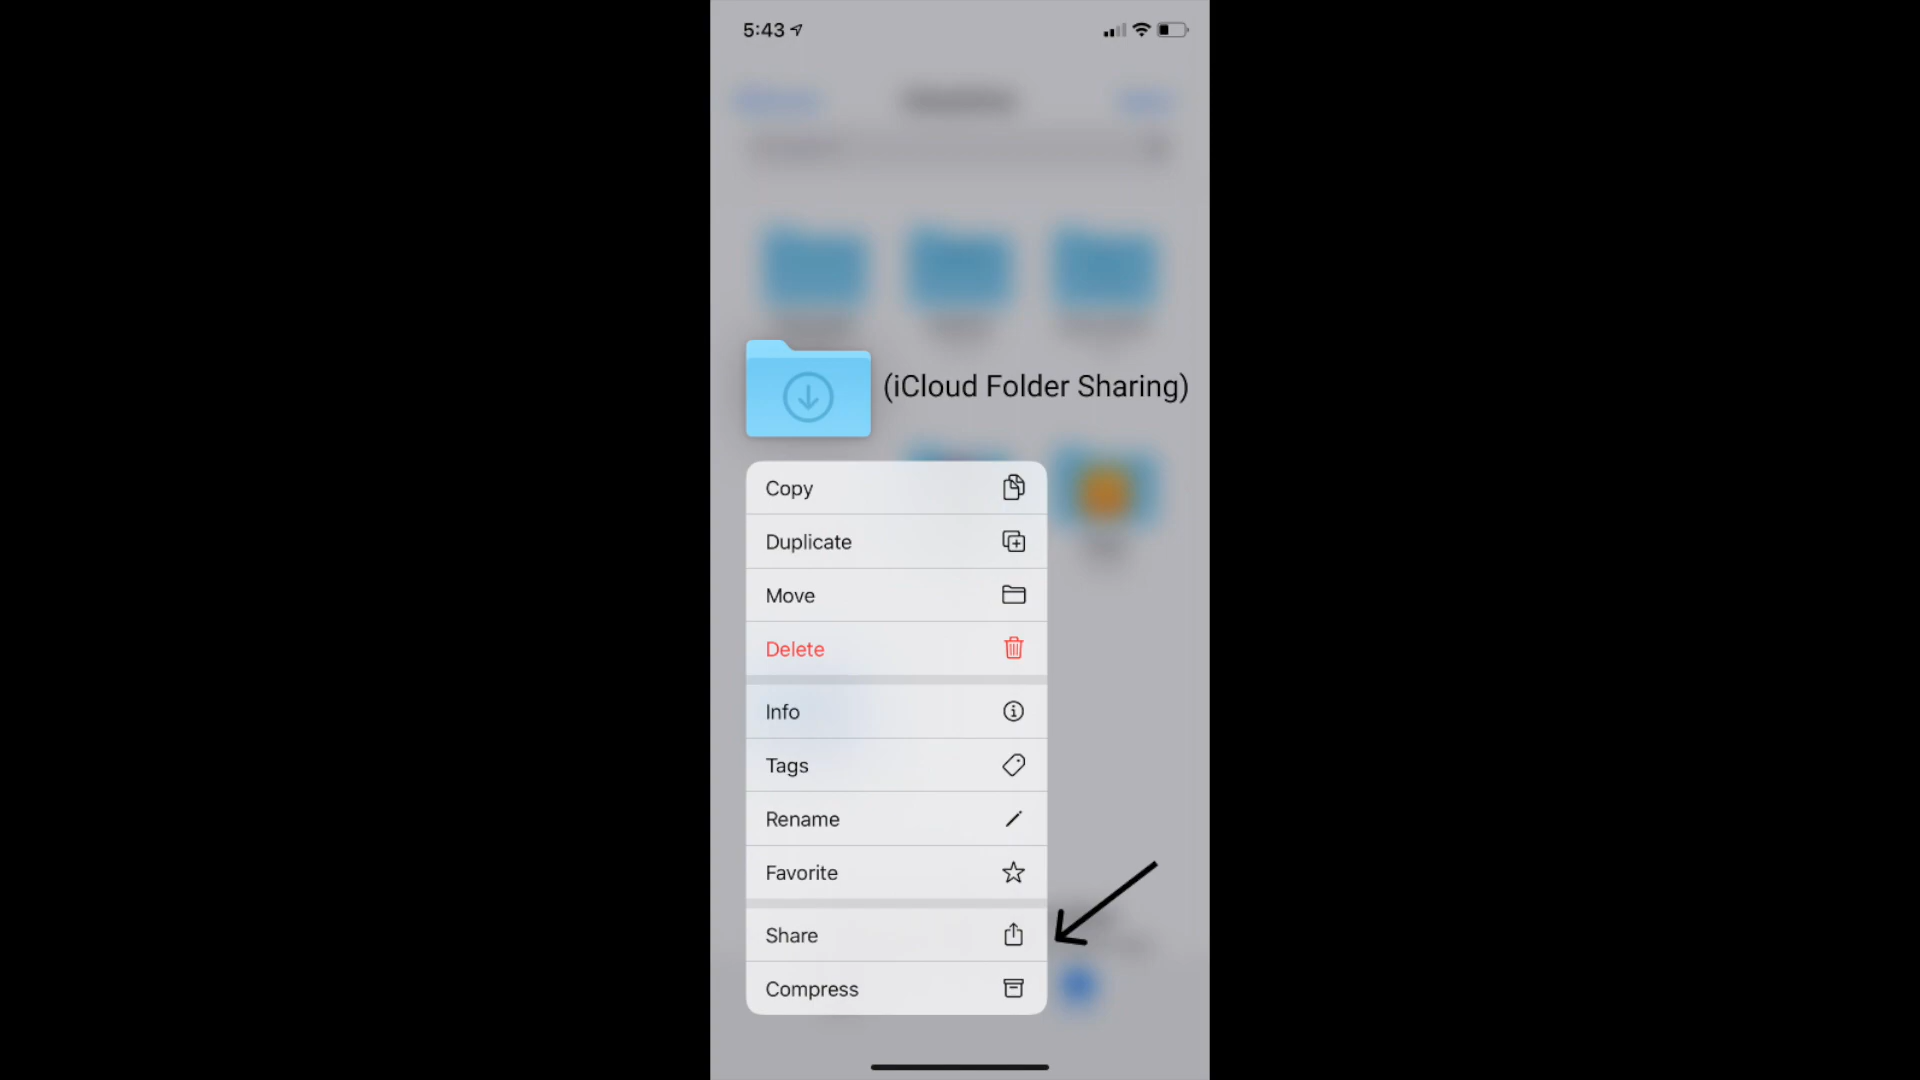 5:43
(iCloud Folder Sharing)
Copy
Duplicate
Move
Delete
Info
Tags
Rename
Favorite
Share
Compress